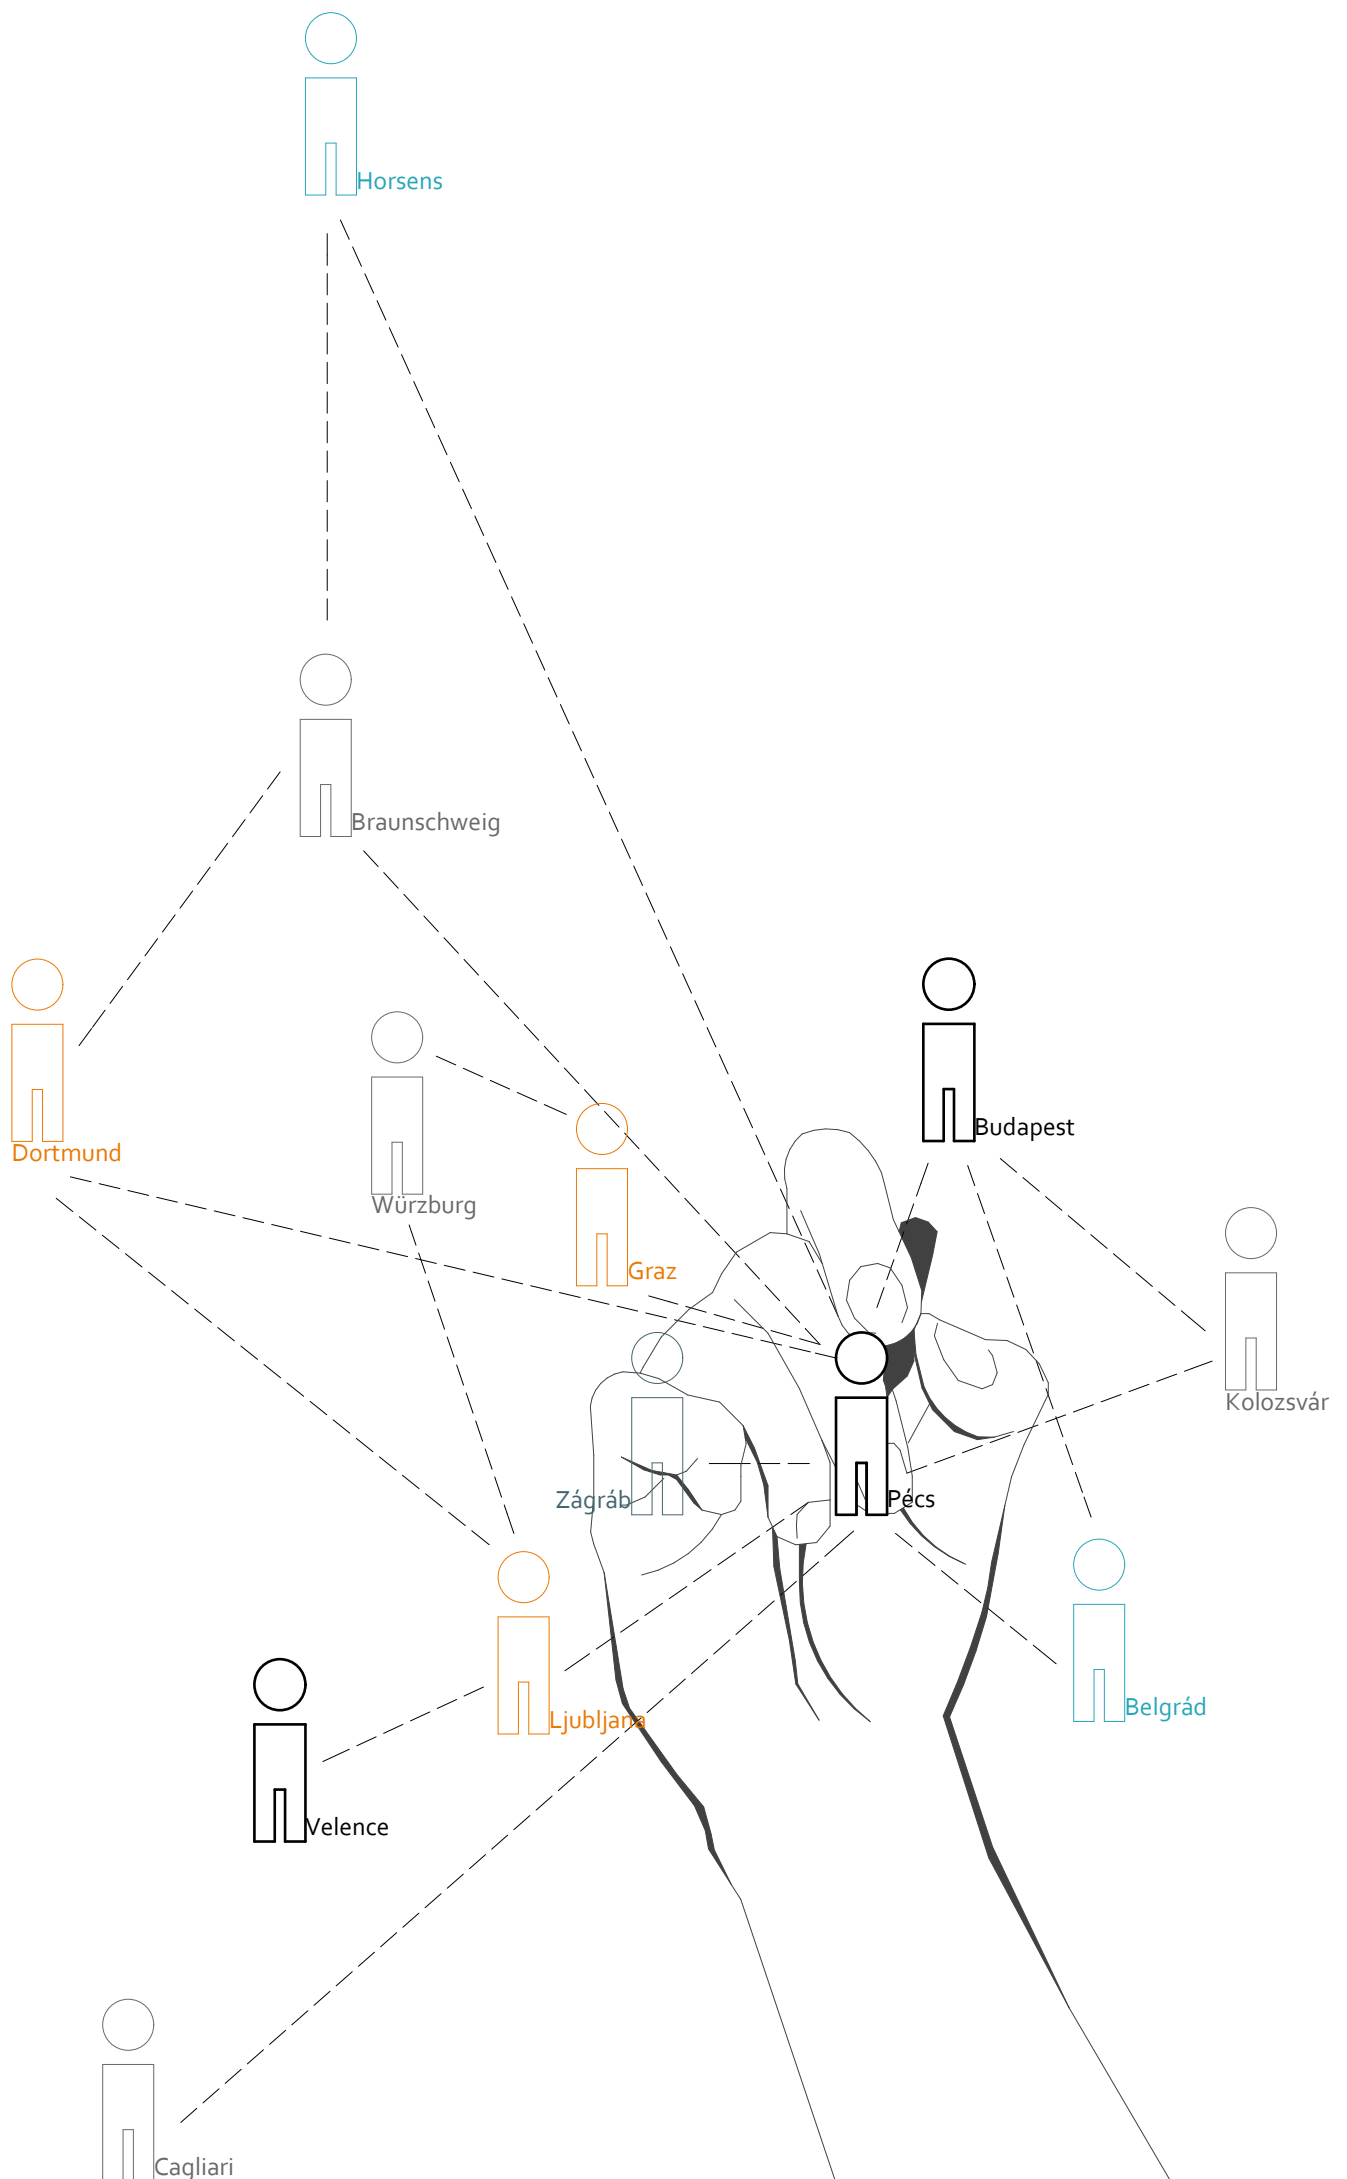 Horsens
Braunschweig
Budapest
Dortmund
Würzburg
Graz
Kolozsvár
Zágráb
Pécs
Belgrád
Ljubljana
Velence
Cagliari